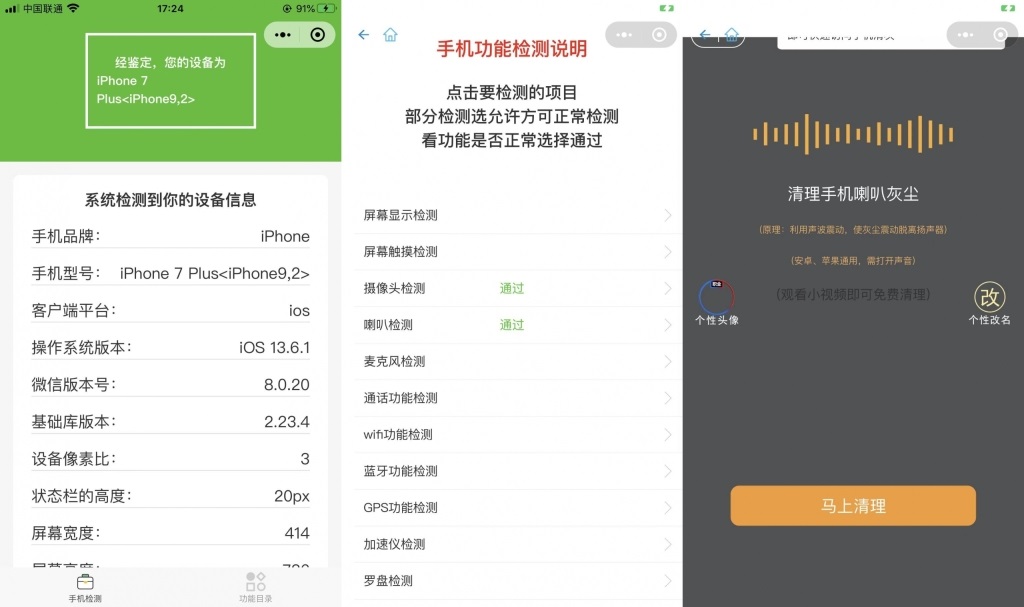 中国联通
17:24
91%
经鉴定，您的设备为
iPhone 7
Plus<iPhone9,2>
系统检测到你的设备信息
手机品牌： iPhone
手机型号： iPhone 7 Plus<iPhone9,2>
客户端平台： ios
操作系统版本： iOS 13.6.1
微信版本号： 8.0.20
基础库版本： 2.23.4
设备像素比： 3
状态栏的高度： 20px
屏幕宽度： 414
屏幕高度： 736
手机检测
功能目录
手机功能检测说明
点击要检测的项目
部分检测选允许方可正常检测
看功能是否正常选择通过
屏幕显示检测
屏幕触摸检测
摄像头检测 通过
喇叭检测 通过
麦克风检测
通话功能检测
wifi功能检测
蓝牙功能检测
GPS功能检测
加速仪检测
罗盘检测
清理手机喇叭灰尘
(原理：利用声波震动，使灰尘震动脱离扬声器)
(安卓、苹果通用，需打开声音)
(观看小视频即可免费清理)
个性头像
改
个性改名
马上清理